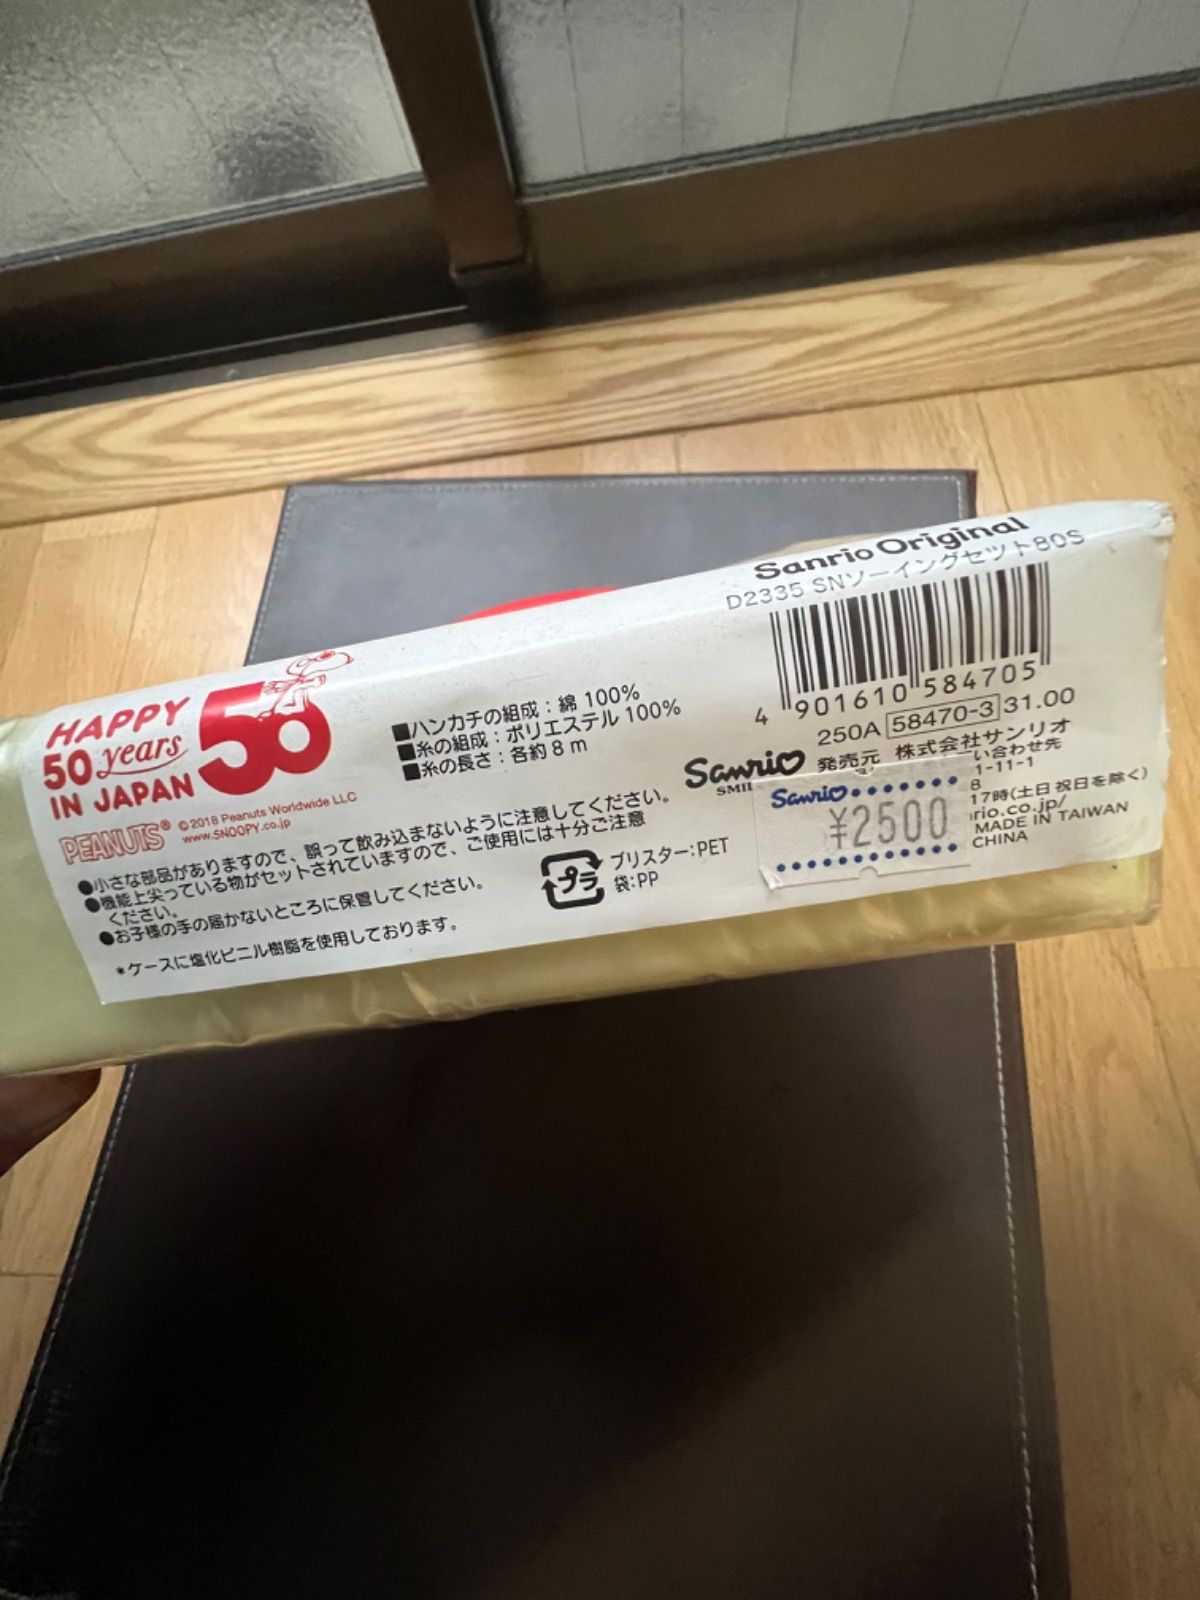 HAPPY
50 years
IN JAPAN
50
PEANUTS®
©2018 Peanuts Worldwide LLC
www.SNOOPY.co.jp
■ハンカチの組成：綿 100%
■糸の組成：ポリエステル 100%
■糸の長さ：各約8m
●小さな部品がありますので、誤って飲み込まないように注意してください。
●機能上尖っている物がセットされていますので、ご使用には十分ご注意
ください。
●お子様の手の届かないところに保管してください。
*ケースに塩化ビニル樹脂を使用しております。
プラ
ブリスター:PET
袋:PP
Sanrio Original
D2335 SNソーイングセット80S
4 901610 584705
250A 58470-3 31.00
Sanrio
SMIL
発売元 株式会社サンリオ
い合わせ先
1-11-1
8
17時(土日祝日を除く)
rio.co.jp/
MADE IN TAIWAN
CHINA
Sanrio
¥2500